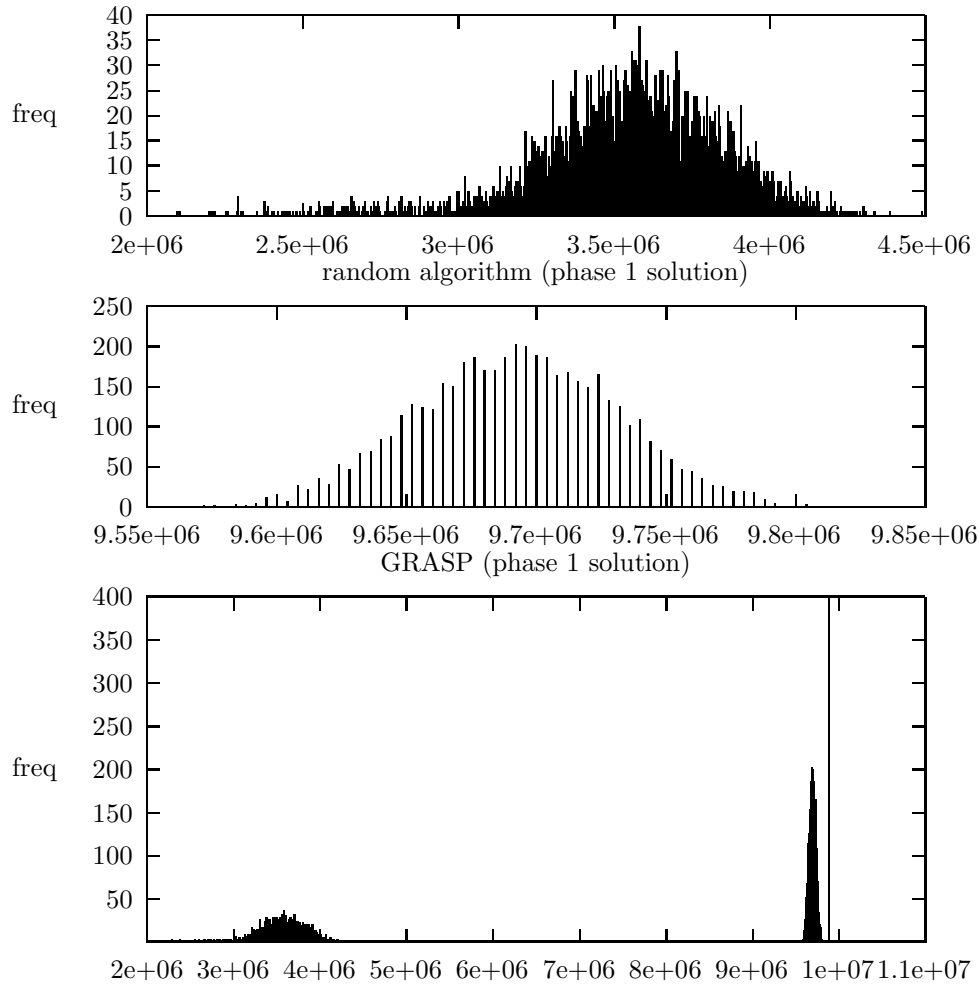 40
35
30
25
20
15
10
5
0
freq
2e+06 2.5e+06 3e+06 3.5e+06 4e+06 4.5e+06
random algorithm (phase 1 solution)
250
200
150
100
50
0
freq
9.55e+06 9.6e+06 9.65e+06 9.7e+06 9.75e+06 9.8e+06 9.85e+06
GRASP (phase 1 solution)
400
350
300
250
200
150
100
50
freq
2e+06 3e+06 4e+06 5e+06 6e+06 7e+06 8e+06 9e+06 1e+07 1.1e+07